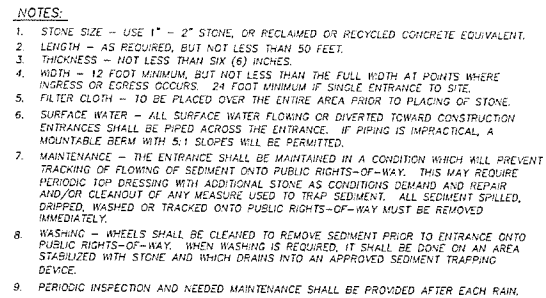 NOTES:
1. STONE SIZE – USE 1" – 2" STONE, OR RECLAIMED OR RECYCLED CONCRETE EQUIVALENT.
2. LENGTH – AS REQUIRED, BUT NOT LESS THAN 50 FEET.
3. THICKNESS – NOT LESS THAN SIX (6) INCHES.
4. WIDTH – 12 FOOT MINIMUM, BUT NOT LESS THAN THE FULL WIDTH AT POINTS WHERE
INGRESS OR EGRESS OCCURS. 24 FOOT MINIMUM IF SINGLE ENTRANCE TO SITE.
5. FILTER CLOTH – TO BE PLACED OVER THE ENTIRE AREA PRIOR TO PLACING OF STONE.
6. SURFACE WATER – ALL SURFACE WATER FLOWING OR DIVERTED TOWARD CONSTRUCTION
ENTRANCES SHALL BE PIPED ACROSS THE ENTRANCE. IF PIPING IS IMPRACTICAL, A
MOUNTABLE BERM WITH 5:1 SLOPES WILL BE PERMITTED.
7. MAINTENANCE – THE ENTRANCE SHALL BE MAINTAINED IN A CONDITION WHICH WILL PREVENT
TRACKING OF FLOWING OF SEDIMENT ONTO PUBLIC RIGHTS-OF-WAY. THIS MAY REQUIRE
PERIODIC TOP DRESSING WITH ADDITIONAL STONE AS CONDITIONS DEMAND AND REPAIR
AND/OR CLEANOUT OF ANY MEASURE USED TO TRAP SEDIMENT. ALL SEDIMENT SPILLED,
DRIPPED, WASHED OR TRACKED ONTO PUBLIC RIGHTS-OF-WAY MUST BE REMOVED
IMMEDIATELY.
8. WASHING – WHEELS SHALL BE CLEANED TO REMOVE SEDIMENT PRIOR TO ENTRANCE ONTO
PUBLIC RIGHTS-OF-WAY. WHEN WASHING IS REQUIRED, IT SHALL BE DONE ON AN AREA
STABILIZED WITH STONE AND WHICH DRAINS INTO AN APPROVED SEDIMENT TRAPPING
DEVICE.
9. PERIODIC INSPECTION AND NEEDED MAINTENANCE SHALL BE PROVIDED AFTER EACH RAIN.